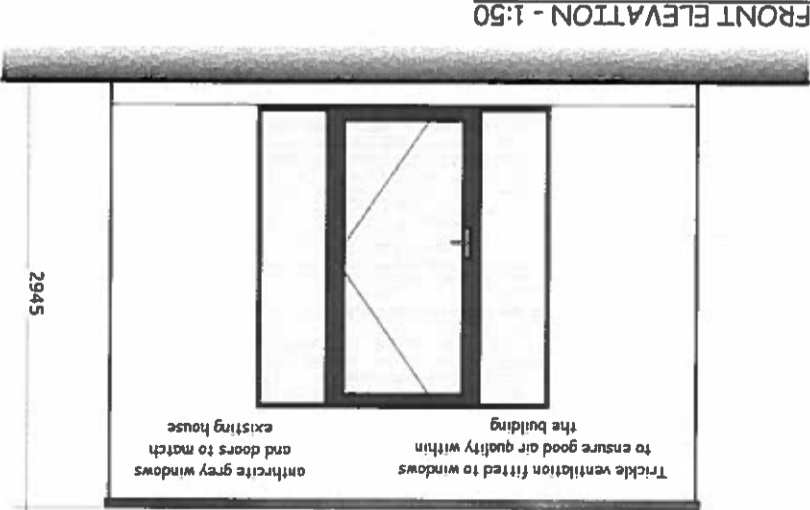 Trickle ventilation fitted to windows
to ensure good air quality within
the building
anthrcite grey windows
and doors to match
existing house
2945
FRONT ELEVATION - 1:50